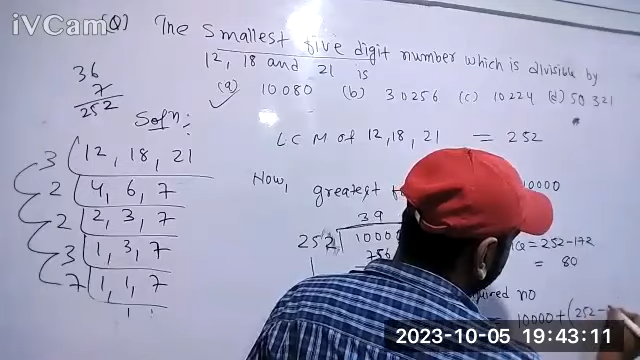 iVCam
(Q) The Smallest five digit number which is divisible by
12, 18 and 21 is
(a) 10080 (b) 30256 (c) 10224 (d) 50321
36
7
252
Soln:
LCM of 12, 18, 21 = 252
3 12, 18, 21
2 4, 6, 7
2 2, 3, 7
3 1, 3, 7
7 1, 1, 7
1
Now, greatest 10000
39
252 1000
756
= 252-172
= 80
no
= 10000+(252-
2023-10-05 19:43:11